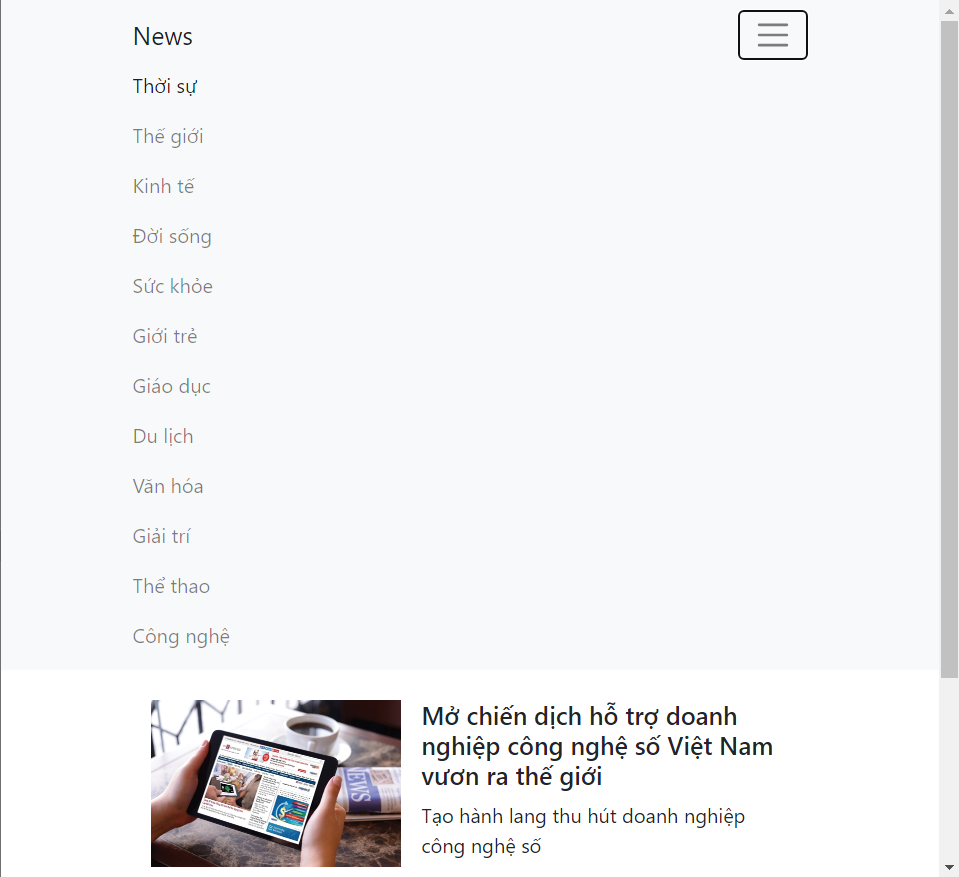 News
Thời sự
Thế giới
Kinh tế
Đời sống
Sức khỏe
Giới trẻ
Giáo dục
Du lịch
Văn hóa
Giải trí
Thể thao
Công nghệ
Mở chiến dịch hỗ trợ doanh
nghiệp công nghệ số Việt Nam
vươn ra thế giới
Tạo hành lang thu hút doanh nghiệp
công nghệ số
NEWS